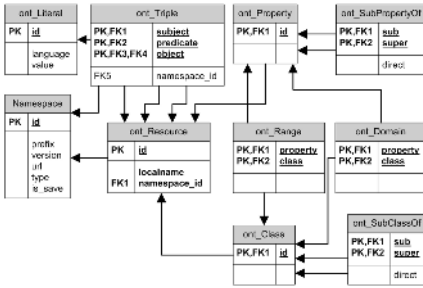 ont_Literal
PK id
language
value
ont_Triple
PK,FK1 subject
PK,FK2 predicate
PK,FK3,FK4 object
FK5 namespace_id
ont_Property
PK,FK1 id
ont_SubPropertyOf
PK,FK1 sub
PK,FK2 super
direct
Namespace
PK id
prefix
version
url
type
is_save
ont_Resource
PK id
localname
FK1 namespace_id
ont_Range
PK,FK1 property
PK,FK2 class
ont_Domain
PK,FK1 property
PK,FK2 class
ont_Class
PK,FK1 id
ont_SubClassOf
PK,FK1 sub
PK,FK2 super
direct